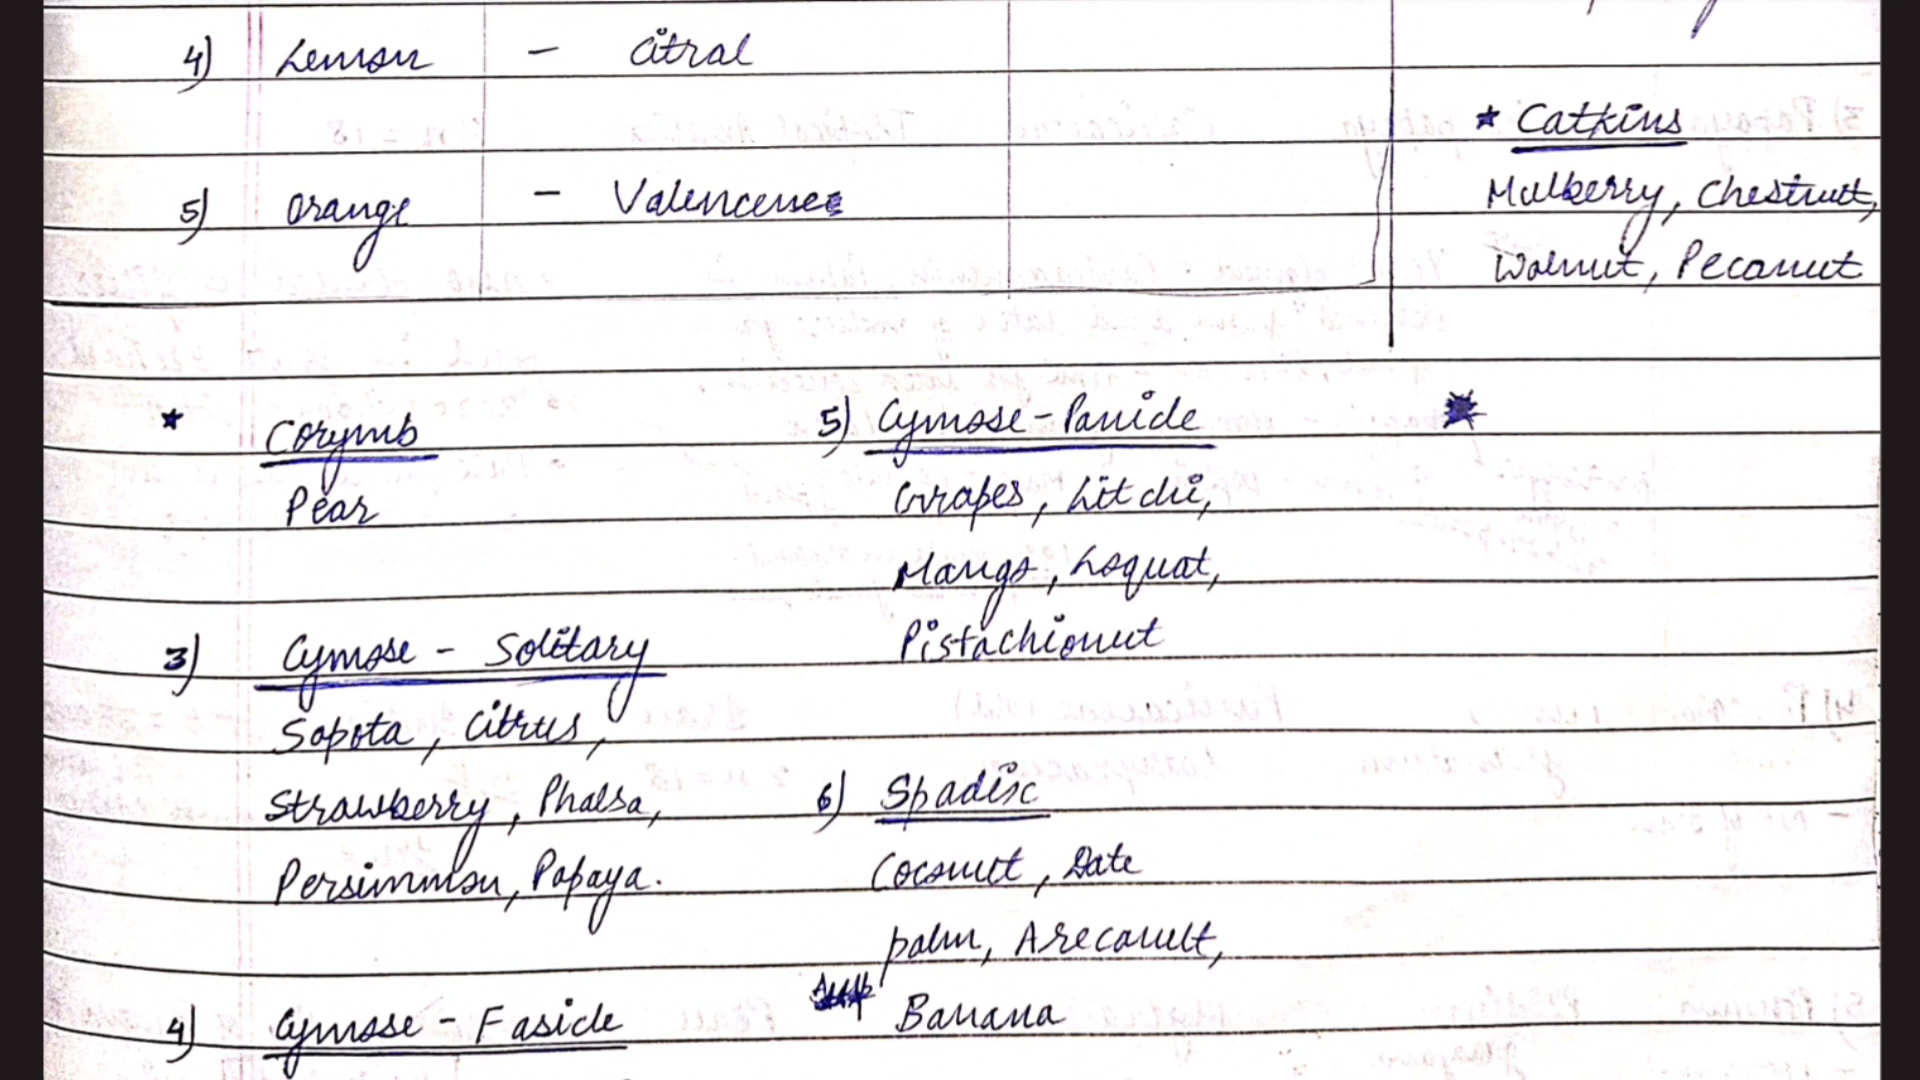 4) Lemon - Citral
5) Orange - Valencene
★ Catkins
Mulberry, Chestnut,
Walnut, Pecanut
★ Corymb
Pear
3) Cymose - Solitary
Sapota, Citrus,
Strawberry, Phalsa,
Persimmon, Papaya.
4) Cymose - Fasicle
5) Cymose - Panicle
Grapes, Litchi,
Mango, Loquat,
Pistachionut
6) Spadisc
Coconut, Date
palm, Arecanut,
Banana